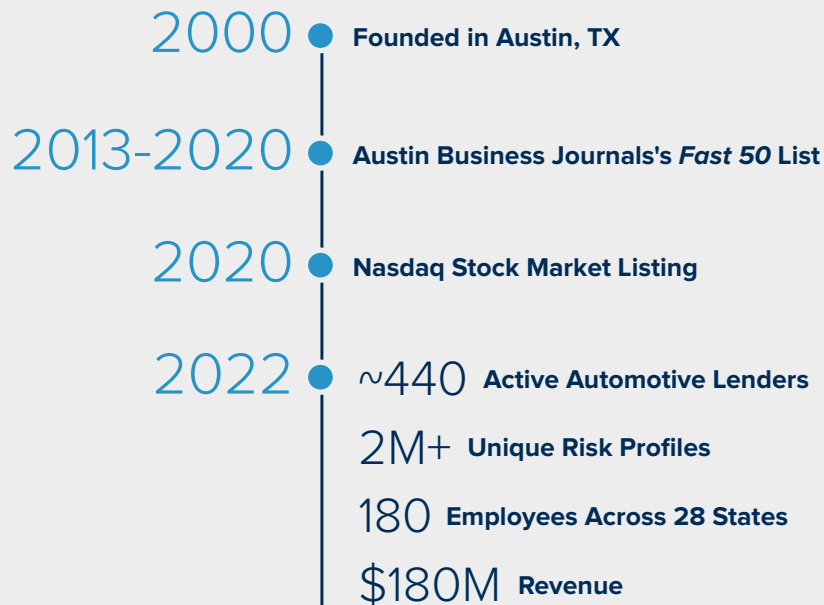 2000 Founded in Austin, TX
2013-2020 Austin Business Journals's Fast 50 List
2020 Nasdaq Stock Market Listing
2022 ~440 Active Automotive Lenders
2M+ Unique Risk Profiles
180 Employees Across 28 States
$180M Revenue